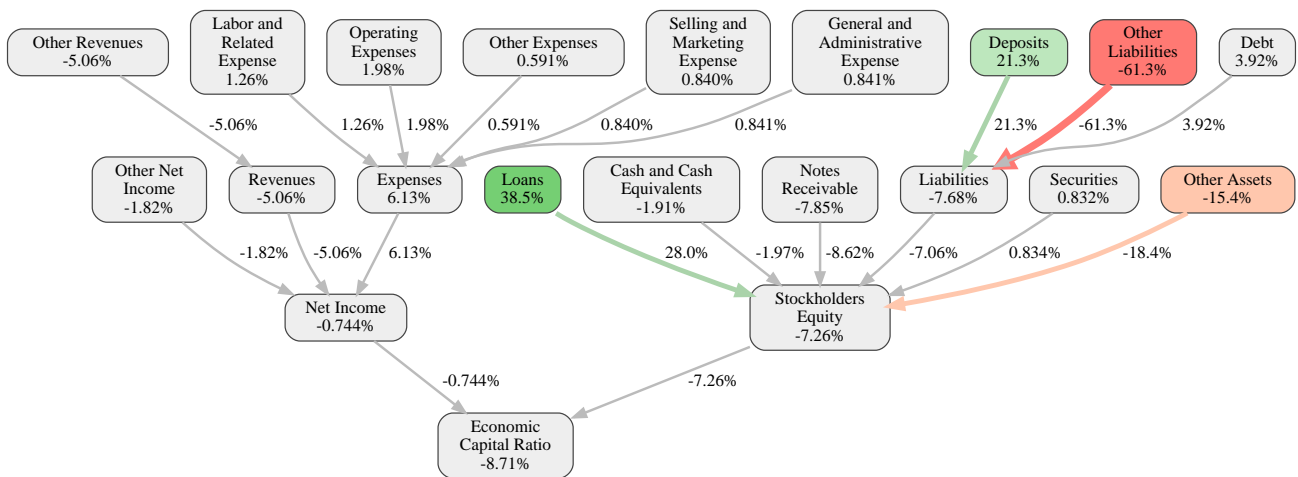 Other Revenues
-5.06%
Labor and
Related
Expense
1.26%
Operating
Expenses
1.98%
Other Expenses
0.591%
Selling and
Marketing
Expense
0.840%
General and
Administrative
Expense
0.841%
Deposits
21.3%
Other
Liabilities
-61.3%
Debt
3.92%
-5.06%
1.26%
1.98%
0.591%
0.840%
0.841%
21.3%
-61.3%
3.92%
Other Net
Income
-1.82%
Revenues
-5.06%
Expenses
6.13%
Loans
38.5%
Cash and Cash
Equivalents
-1.91%
Notes
Receivable
-7.85%
Liabilities
-7.68%
Securities
0.832%
Other Assets
-15.4%
-1.82%
-5.06%
6.13%
28.0%
-1.97%
-8.62%
-7.06%
0.834%
-18.4%
Net Income
-0.744%
Stockholders
Equity
-7.26%
-0.744%
-7.26%
Economic
Capital Ratio
-8.71%